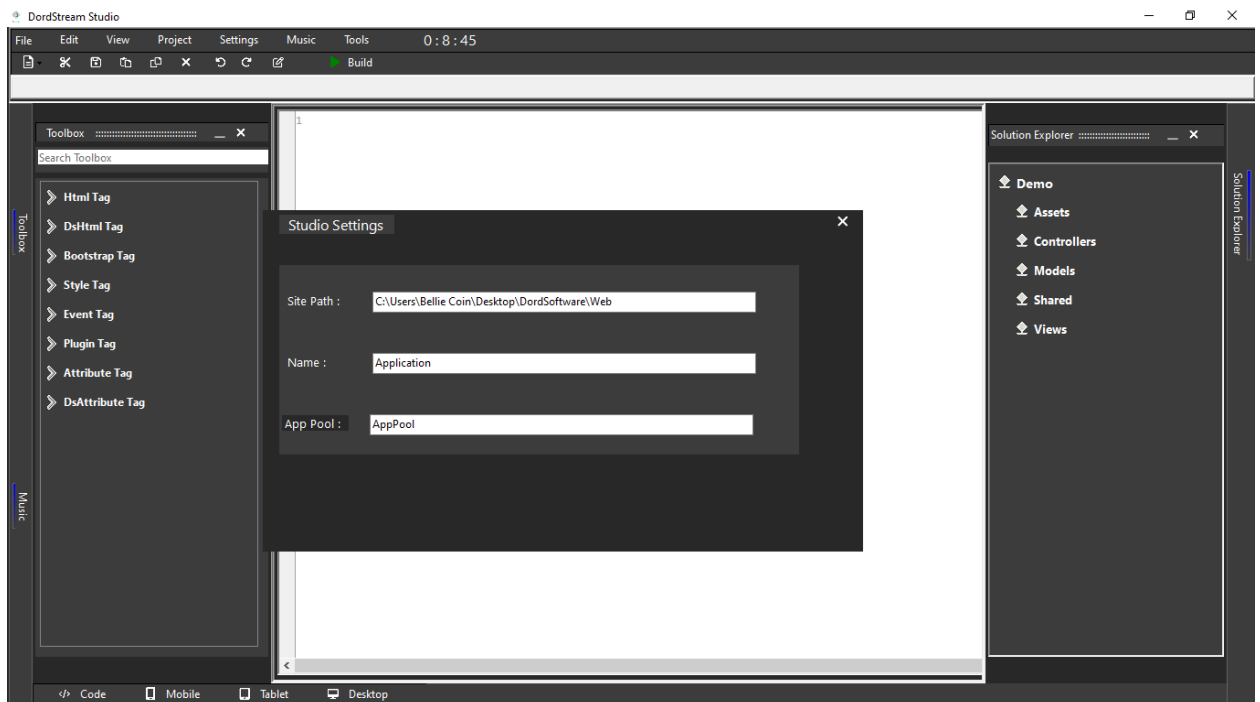 DordStream Studio
File Edit View Project Settings Music Tools 0:8:45
Build
Toolbox
Search Toolbox
Html Tag
DsHtml Tag
Bootstrap Tag
Style Tag
Event Tag
Plugin Tag
Attribute Tag
DsAttribute Tag
Toolbox
Music
1
Studio Settings
Site Path : C:\Users\Bellie Coin\Desktop\DordSoftware\Web
Name : Application
App Pool : AppPool
Solution Explorer
Demo
Assets
Controllers
Models
Shared
Views
Solution Explorer
Code Mobile Tablet Desktop